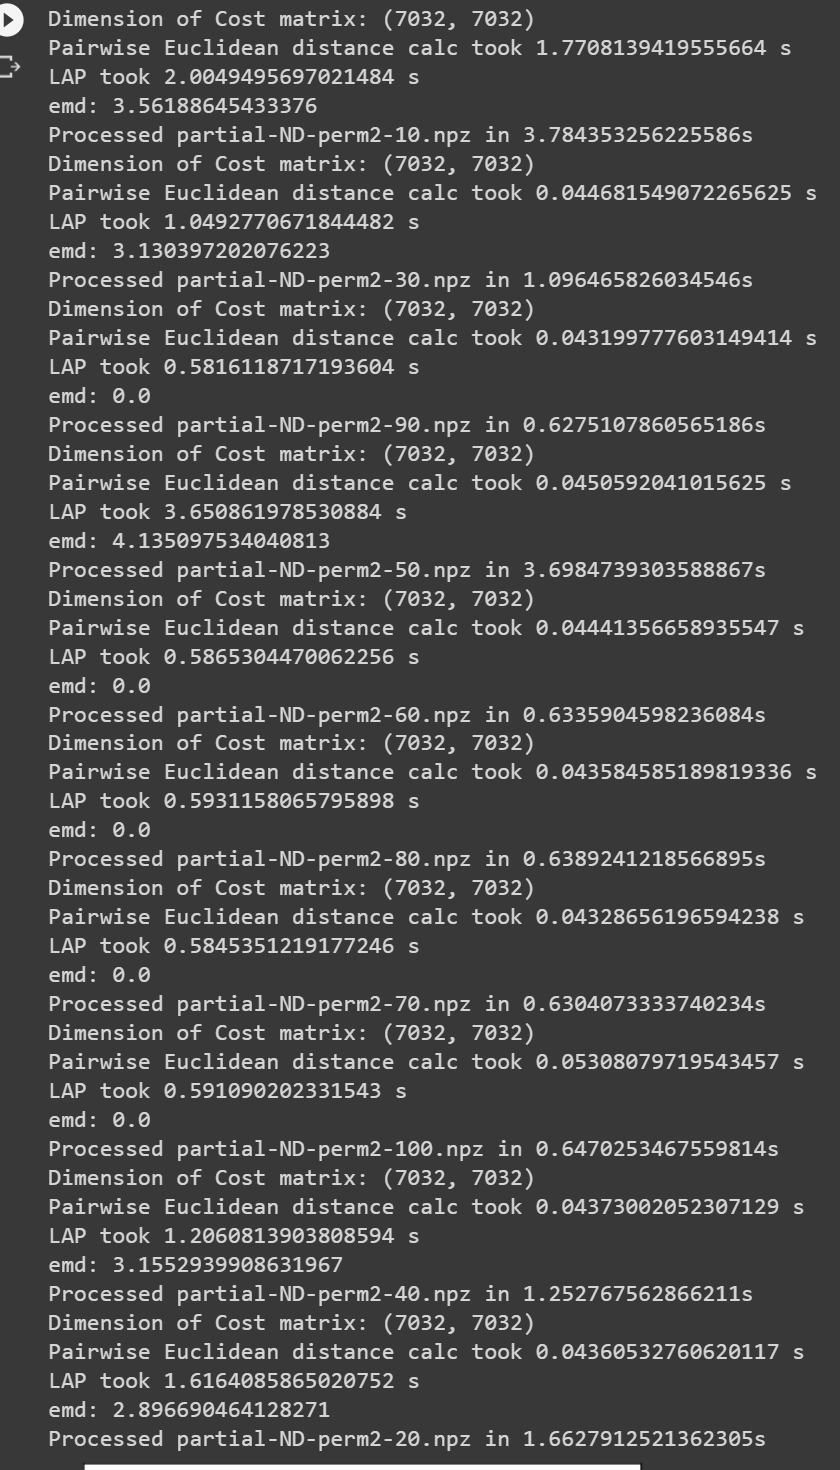 Dimension of Cost matrix: (7032, 7032)
Pairwise Euclidean distance calc took 1.7708139419555664 s
LAP took 2.0049495697021484 s
emd: 3.56188645433376
Processed partial-ND-perm2-10.npz in 3.784353256225586s
Dimension of Cost matrix: (7032, 7032)
Pairwise Euclidean distance calc took 0.044681549072265625 s
LAP took 1.0492770671844482 s
emd: 3.130397202076223
Processed partial-ND-perm2-30.npz in 1.096465826034546s
Dimension of Cost matrix: (7032, 7032)
Pairwise Euclidean distance calc took 0.043199777603149414 s
LAP took 0.5816118717193604 s
emd: 0.0
Processed partial-ND-perm2-90.npz in 0.6275107860565186s
Dimension of Cost matrix: (7032, 7032)
Pairwise Euclidean distance calc took 0.0450592041015625 s
LAP took 3.650861978530884 s
emd: 4.135097534040813
Processed partial-ND-perm2-50.npz in 3.6984739303588867s
Dimension of Cost matrix: (7032, 7032)
Pairwise Euclidean distance calc took 0.04441356658935547 s
LAP took 0.5865304470062256 s
emd: 0.0
Processed partial-ND-perm2-60.npz in 0.6335904598236084s
Dimension of Cost matrix: (7032, 7032)
Pairwise Euclidean distance calc took 0.043584585189819336 s
LAP took 0.5931158065795898 s
emd: 0.0
Processed partial-ND-perm2-80.npz in 0.6389241218566895s
Dimension of Cost matrix: (7032, 7032)
Pairwise Euclidean distance calc took 0.04328656196594238 s
LAP took 0.5845351219177246 s
emd: 0.0
Processed partial-ND-perm2-70.npz in 0.6304073333740234s
Dimension of Cost matrix: (7032, 7032)
Pairwise Euclidean distance calc took 0.05308079719543457 s
LAP took 0.591090202331543 s
emd: 0.0
Processed partial-ND-perm2-100.npz in 0.6470253467559814s
Dimension of Cost matrix: (7032, 7032)
Pairwise Euclidean distance calc took 0.04373002052307129 s
LAP took 1.2060813903808594 s
emd: 3.1552939908631967
Processed partial-ND-perm2-40.npz in 1.252767562866211s
Dimension of Cost matrix: (7032, 7032)
Pairwise Euclidean distance calc took 0.04360532760620117 s
LAP took 1.6164085865020752 s
emd: 2.896690464128271
Processed partial-ND-perm2-20.npz in 1.6627912521362305s